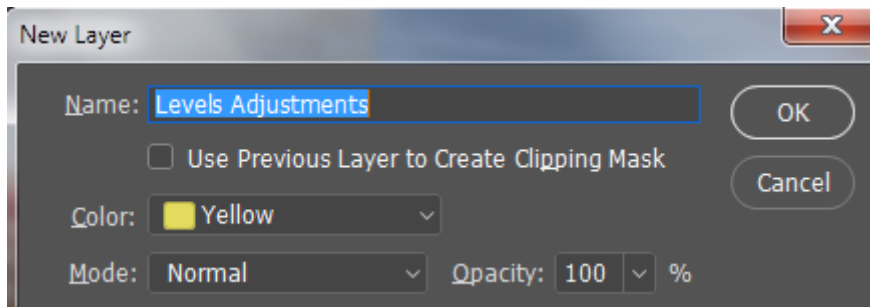 New Layer
Name: Levels Adjustments
OK
Use Previous Layer to Create Clipping Mask
Cancel
Color: Yellow
Mode: Normal Opacity: 100 %